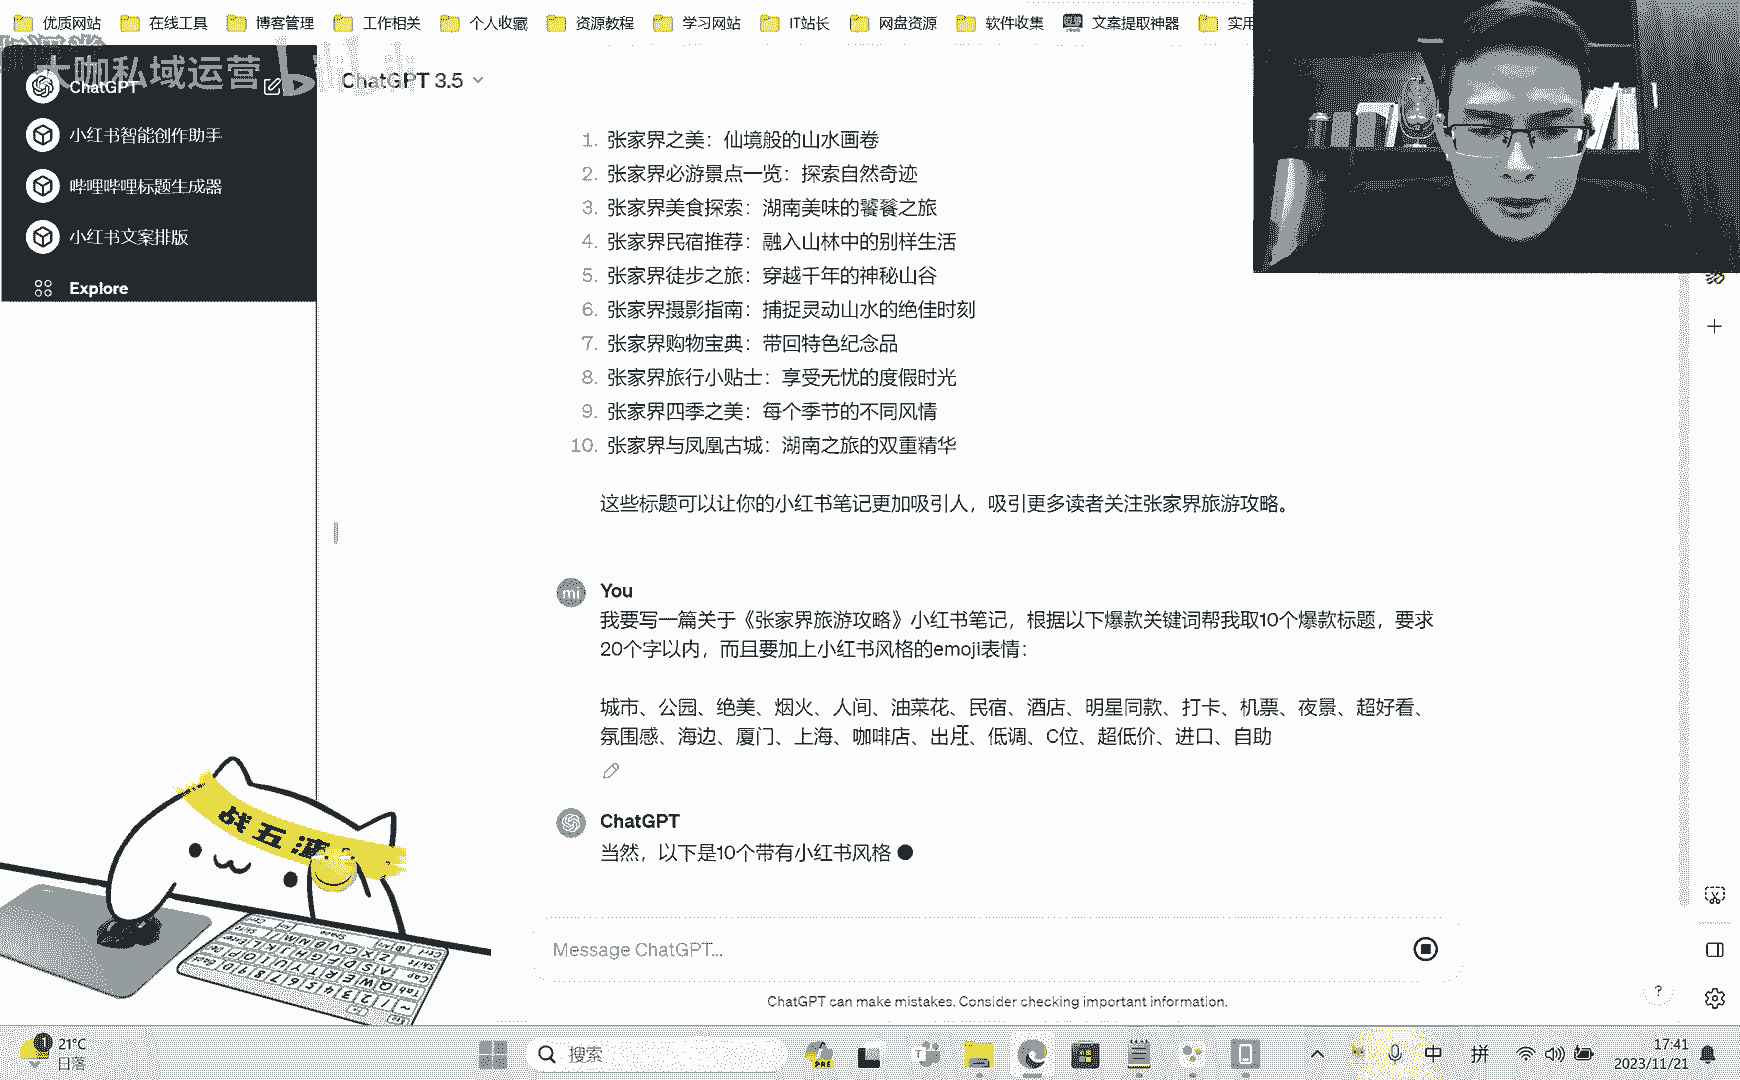 优质网站
在线工具
博客管理
工作相关
个人收藏
资源教程
学习网站
IT站长
网盘资源
软件收集
文案提取神器
实用
大咖私域运营
ChatGPT
小红书智能创作助手
哔哩哔哩标题生成器
小红书文案排版
Explore
ChatGPT 3.5
1. 张家界之美：仙境般的山水画卷
2. 张家界必游景点一览：探索自然奇迹
3. 张家界美食探索：湖南美味的饕餮之旅
4. 张家界民宿推荐：融入山林中的别样生活
5. 张家界徒步之旅：穿越千年的神秘山谷
6. 张家界摄影指南：捕捉灵动山水的绝佳时刻
7. 张家界购物宝典：带回特色纪念品
8. 张家界旅行小贴士：享受无忧的度假时光
9. 张家界四季之美：每个季节的不同风情
10. 张家界与凤凰古城：湖南之旅的双重精华
这些标题可以让你的小红书笔记更加吸引人，吸引更多读者关注张家界旅游攻略。
mi
You
我要写一篇关于《张家界旅游攻略》小红书笔记，根据以下爆款关键词帮我取10个爆款标题，要求
20个字以内，而且要加上小红书风格的emoji表情：
城市、公园、绝美、烟火、人间、油菜花、民宿、酒店、明星同款、打卡、机票、夜景、超好看、
氛围感、海边、厦门、上海、咖啡店、出片、低调、C位、超低价、进口、自助
ChatGPT
当然，以下是10个带有小红书风格
Message ChatGPT...
ChatGPT can make mistakes. Consider checking important information.
?
战五渣
1
21°C
日落
搜索
PRE
中
拼
17:41
2023/11/21